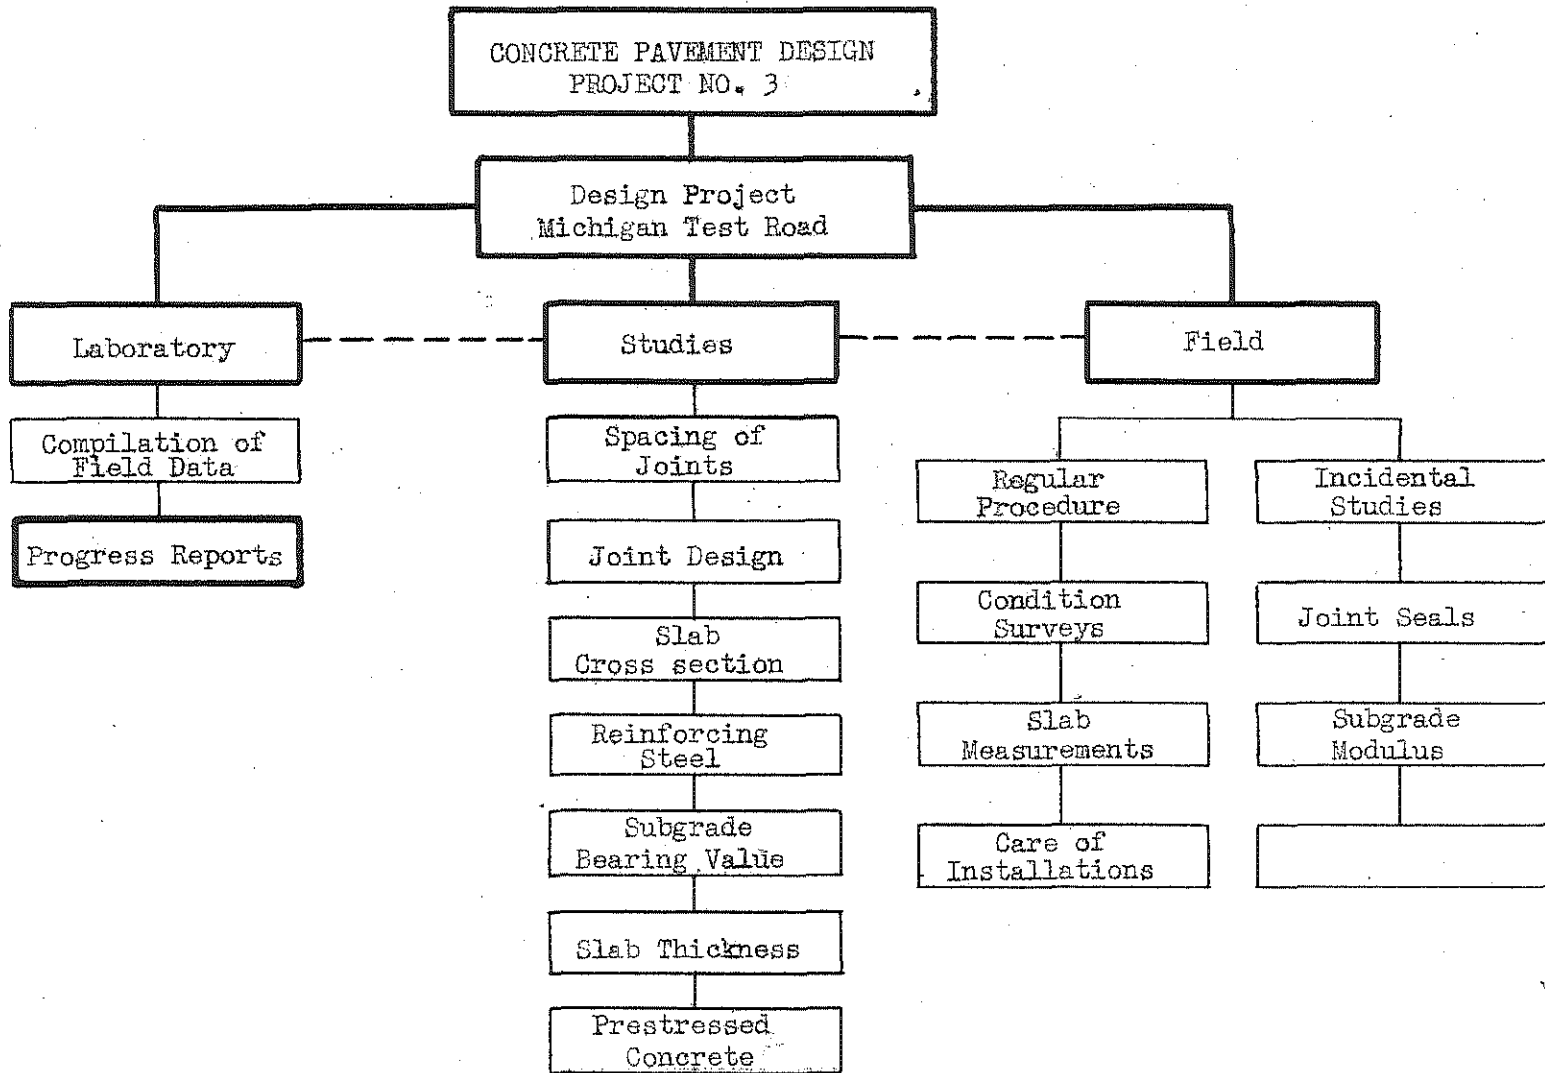 CONCRETE PAVEMENT DESIGN
PROJECT NO. 3
Design Project
Michigan Test Road
Laboratory
Studies
Field
Compilation of
Field Data
Progress Reports
Spacing of
Joints
Joint Design
Slab
Cross section
Reinforcing
Steel
Subgrade
Bearing Value
Slab Thickness
Prestressed
Concrete
Regular
Procedure
Condition
Surveys
Slab
Measurements
Care of
Installations
Incidental
Studies
Joint Seals
Subgrade
Modulus